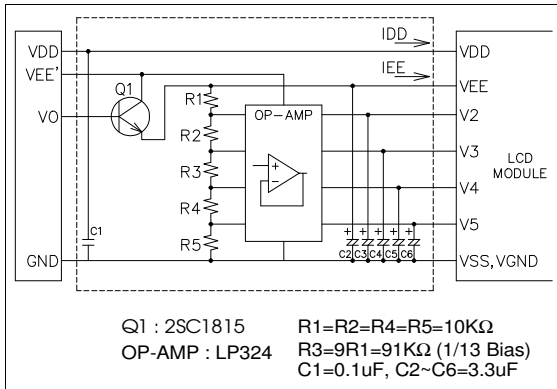 IDD
VDD
VDD
VEE'
IEE
Q1
VEE
R1
OP-AMP
VO
V2
R2
V3
LCD
MODULE
R3
V4
R4
V5
C1
R5
C2
C3
C4
C5
C6
GND
VSS,VGND
Q1 : 2SC1815
R1=R2=R4=R5=10KΩ
OP-AMP : LP324
R3=9R1=91KΩ (1/13 Bias)
C1=0.1uF, C2~C6=3.3uF